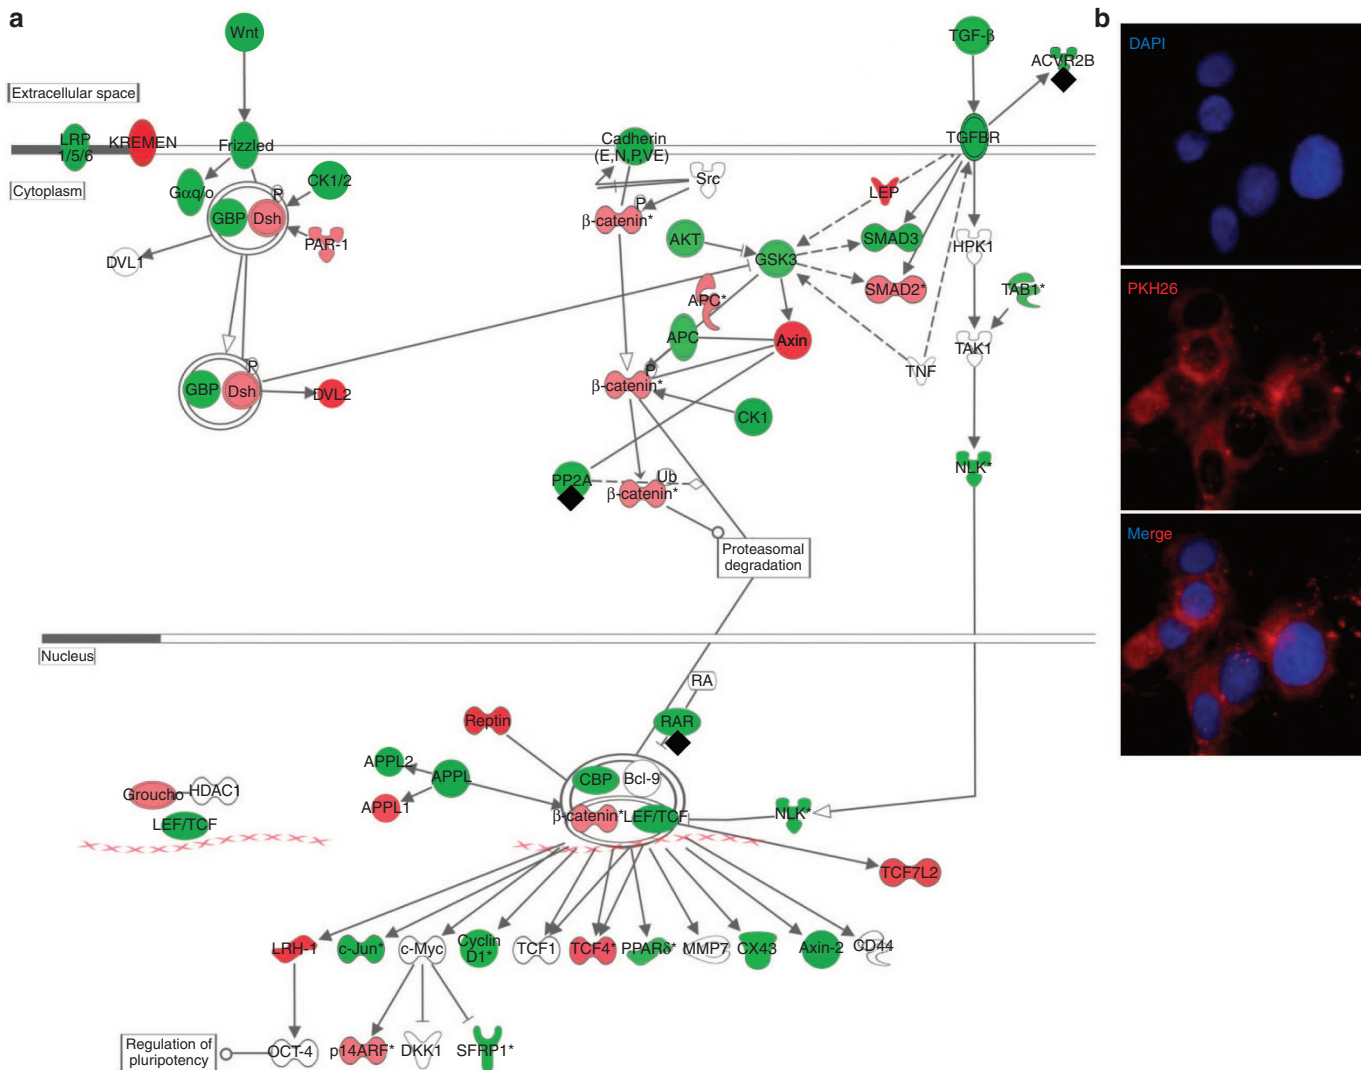 a
b
Wnt
TGF-β
ACVR2B
DAPI
Extracellular space
LRP
1/5/6
KREMEN
Frizzled
Cadherin
(E,N,P,VE)
TGFBR
Cytoplasm
Gαq/o
P
CK1/2
Src
LEP
GBP
Dsh
P
β-catenin*
PAR-1
AKT
GSK3
SMAD3
HPK1
DVL1
APC*
SMAD2*
TAB1*
PKH26
APC
Axin
TAK1
TNF
P
P
GBP
Dsh
DVL2
β-catenin*
CK1
NLK*
PP2A
Ub
β-catenin*
Proteasomal
degradation
Merge
Nucleus
RA
Reptin
RAR
APPL2
APPL
CBP
Bcl-9
Groucho
HDAC1
APPL1
LEF/TCF
β-catenin*
LEF/TCF
NLK*
TCF7L2
LRH-1
c-Jun*
c-Myc
Cyclin
D1*
TCF1
TCF4*
PPARδ*
MMP7
CX43
Axin-2
CD44
Regulation of
pluripotency
OCT-4
p14ARF*
DKK1
SFRP1*